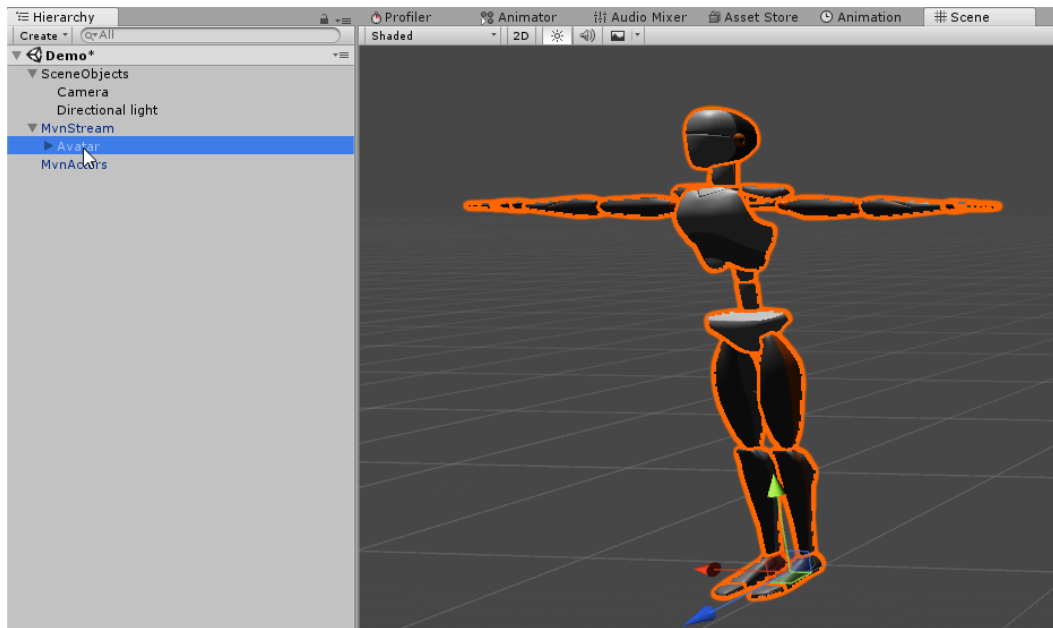 Hierarchy
Create All
Demo*
SceneObjects
Camera
Directional light
MvnStream
Avatar
MvnActors
Profiler Animator Audio Mixer Asset Store Animation Scene
Shaded 2D